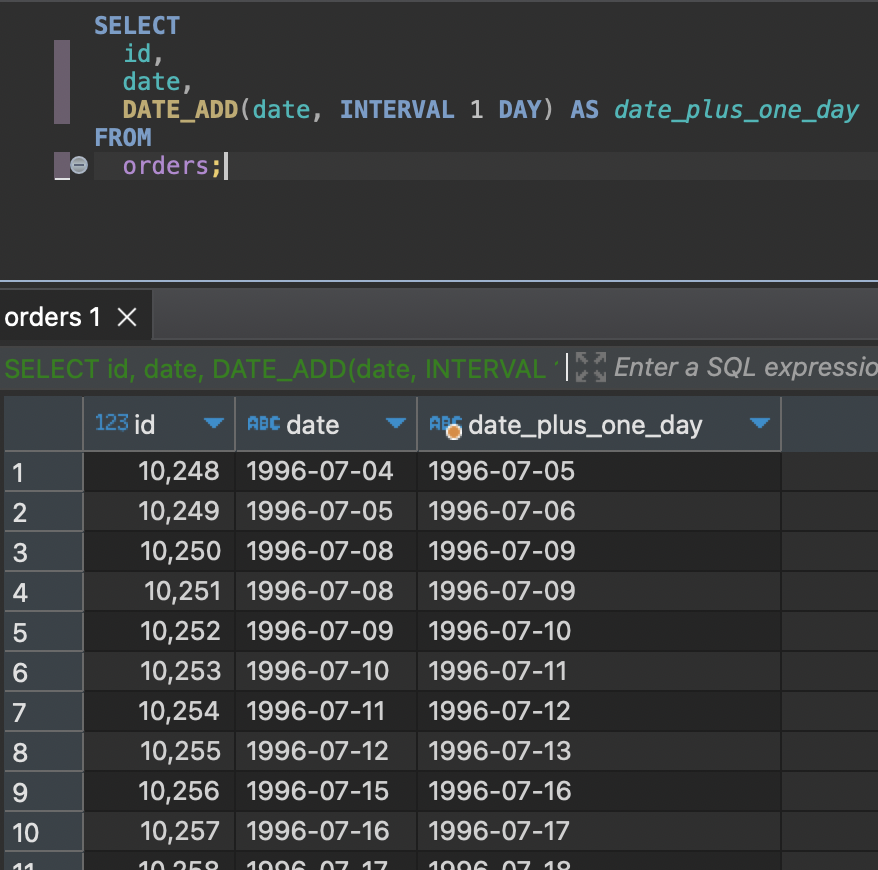 SELECT
id,
date,
DATE_ADD(date, INTERVAL 1 DAY) AS date_plus_one_day
FROM
orders;
orders 1
SELECT id, date, DATE_ADD(date, INTERVAL Enter a SQL expressio
123 id ABC date ABC date_plus_one_day
1 10,248 1996-07-04 1996-07-05
2 10,249 1996-07-05 1996-07-06
3 10,250 1996-07-08 1996-07-09
4 10,251 1996-07-08 1996-07-09
5 10,252 1996-07-09 1996-07-10
6 10,253 1996-07-10 1996-07-11
7 10,254 1996-07-11 1996-07-12
8 10,255 1996-07-12 1996-07-13
9 10,256 1996-07-15 1996-07-16
10 10,257 1996-07-16 1996-07-17
11 10,258 1996-07-17 1996-07-18